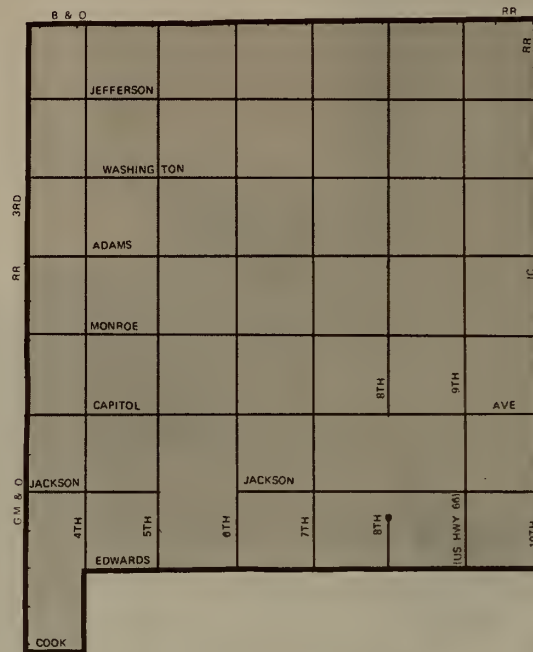 B & O RR
RR
JEFFERSON
WASHINGTON
3RD
ADAMS
RR
IC
MONROE
8TH
9TH
CAPITOL AVE
GM & O
JACKSON
JACKSON
4TH
5TH
6TH
7TH
8TH
(US HWY 66)
10TH
EDWARDS
COOK